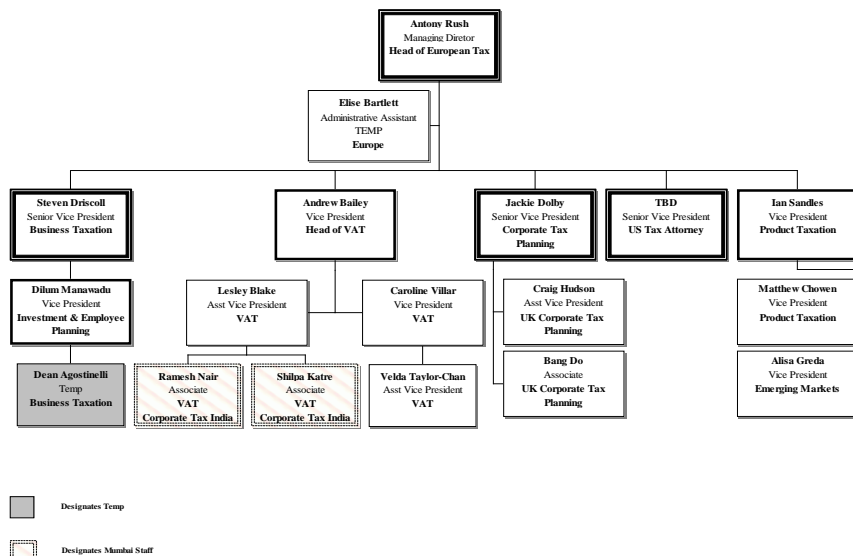 Antony Rush
Managing Diretor
Head of European Tax
Elise Bartlett
Administrative Assistant
TEMP
Europe
Steven Driscoll
Senior Vice President
Business Taxation
Andrew Bailey
Vice President
Head of VAT
Jackie Dolby
Senior Vice President
Corporate Tax
Planning
TBD
Senior Vice President
US Tax Attorney
Ian Sandles
Vice President
Product Taxation
Dilum Manawadu
Vice President
Investment & Employee
Planning
Lesley Blake
Asst Vice President
VAT
Caroline Villar
Vice President
VAT
Craig Hudson
Asst Vice President
UK Corporate Tax
Planning
Matthew Chowen
Vice President
Product Taxation
Dean Agostinelli
Temp
Business Taxation
Ramesh Nair
Associate
VAT
Corporate Tax India
Shilpa Katre
Associate
VAT
Corporate Tax India
Velda Taylor-Chan
Asst Vice President
VAT
Bang Do
Associate
UK Corporate Tax
Planning
Alisa Greda
Vice President
Emerging Markets
Designates Temp
Designates Mumbai Staff